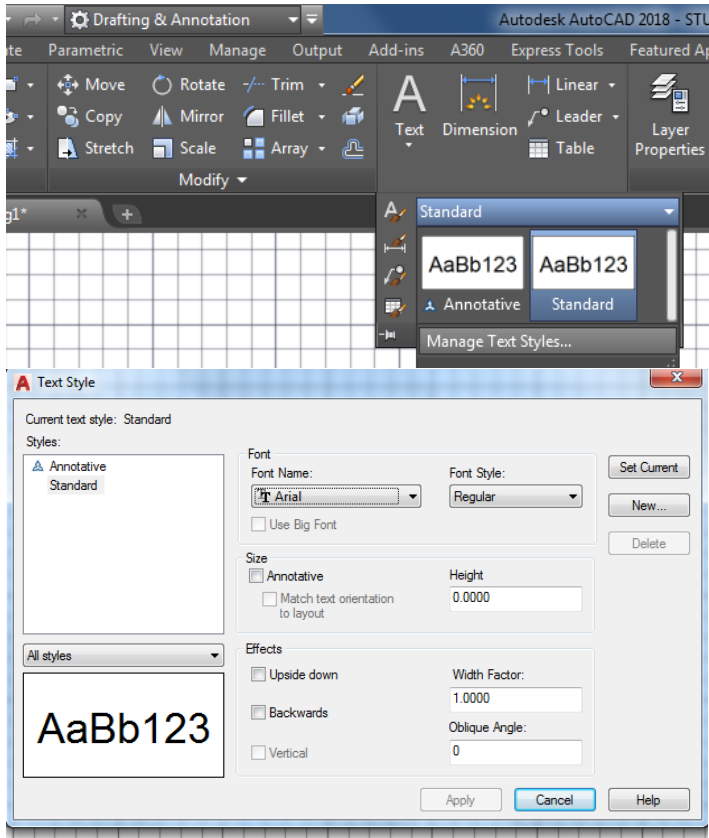 Drafting & Annotation
Autodesk AutoCAD 2018 - STU
ate Parametric View Manage Output Add-ins A360 Express Tools Featured Ap
Move Rotate Trim Linear
Copy Mirror Fillet Text Dimension Leader Layer
Stretch Scale Array Table Properties
Modify
g1*
Standard
AaBb123 AaBb123
Annotative Standard
Manage Text Styles...
A Text Style
Current text style: Standard
Styles:
Annotative
Standard
All styles
AaBb123
Font
Font Name: Font Style:
Arial Regular
Use Big Font
Size
Annotative Height
Match text orientation 0.0000
to layout
Effects
Upside down Width Factor:
1.0000
Backwards
Oblique Angle:
Vertical 0
Set Current
New...
Delete
Apply Cancel Help